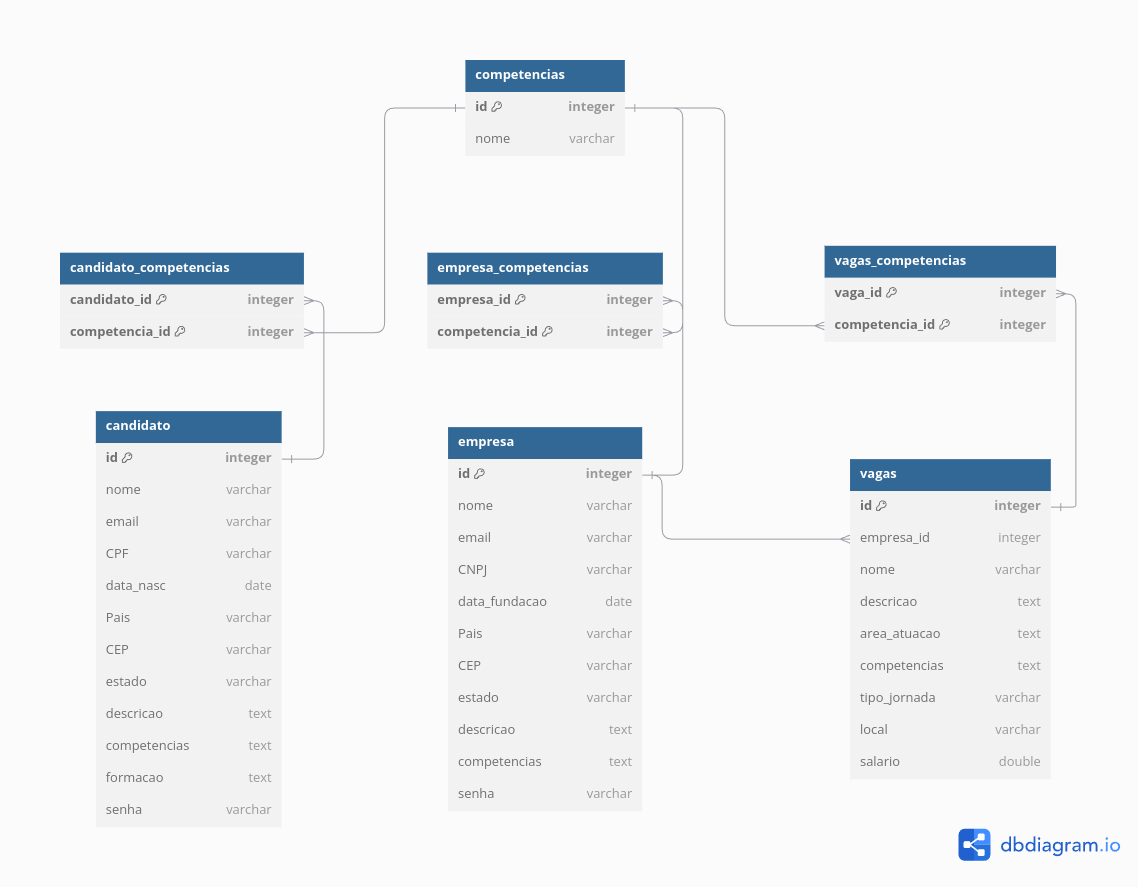 competencias
id integer
nome varchar
candidato_competencias
candidato_id integer
competencia_id integer
empresa_competencias
empresa_id integer
competencia_id integer
vagas_competencias
vaga_id integer
competencia_id integer
candidato
id integer
nome varchar
email varchar
CPF varchar
data_nasc date
Pais varchar
CEP varchar
estado varchar
descricao text
competencias text
formacao text
senha varchar
empresa
id integer
nome varchar
email varchar
CNPJ varchar
data_fundacao date
Pais varchar
CEP varchar
estado varchar
descricao text
competencias text
senha varchar
vagas
id integer
empresa_id integer
nome varchar
descricao text
area_atuacao text
competencias text
tipo_jornada varchar
local varchar
salario double
dbdiagram.io